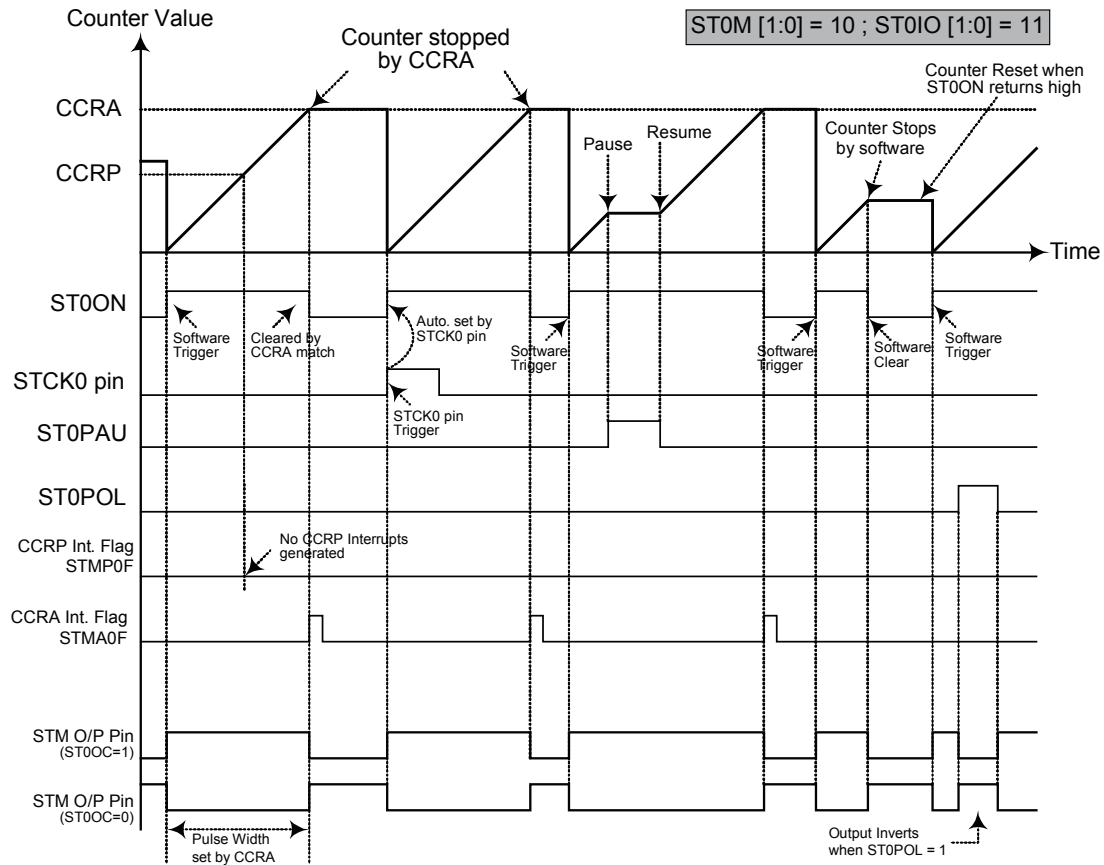 Counter Value
ST0M [1:0] = 10 ; ST0IO [1:0] = 11
Counter stopped
by CCRA
Counter Reset when
ST0ON returns high
CCRA
Pause
Resume
Counter Stops
by software
CCRP
Time
ST0ON
Software
Trigger
Cleared by
CCRA match
Auto. set by
STCK0 pin
Software
Trigger
Software
Trigger
Software
Clear
Software
Trigger
STCK0 pin
STCK0 pin
Trigger
ST0PAU
ST0POL
CCRP Int. Flag
STMP0F
No CCRP Interrupts
generated
CCRA Int. Flag
STMA0F
STM O/P Pin
(ST0OC=1)
STM O/P Pin
(ST0OC=0)
Pulse Width
set by CCRA
Output Inverts
when ST0POL = 1